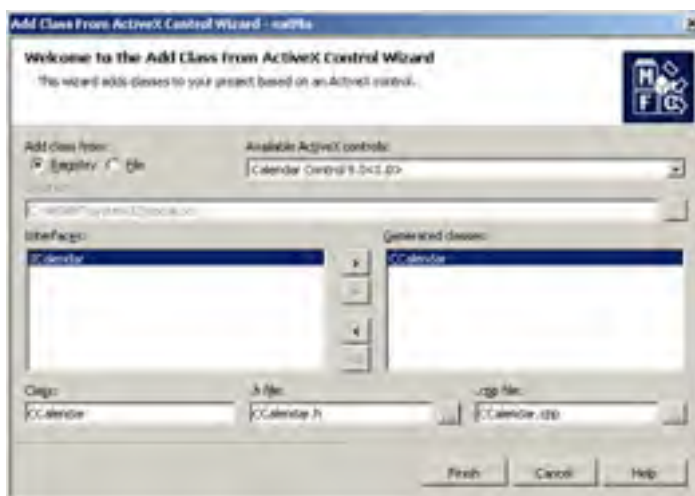 Add Class From ActiveX Control Wizard -
Welcome to the Add Class from ActiveX Control Wizard
This wizard adds classes to your project based on an ActiveX control.
MFC
Add class from:
Registry File
Available ActiveX controls:
Calendar Control 9.0<1.0>
Interfaces:
Generated classes:
ICalendar
CCalendar
Class:
.h file:
.cpp file:
CCalendar
CCalendar.h
CCalendar.cpp
Finish
Cancel
Help